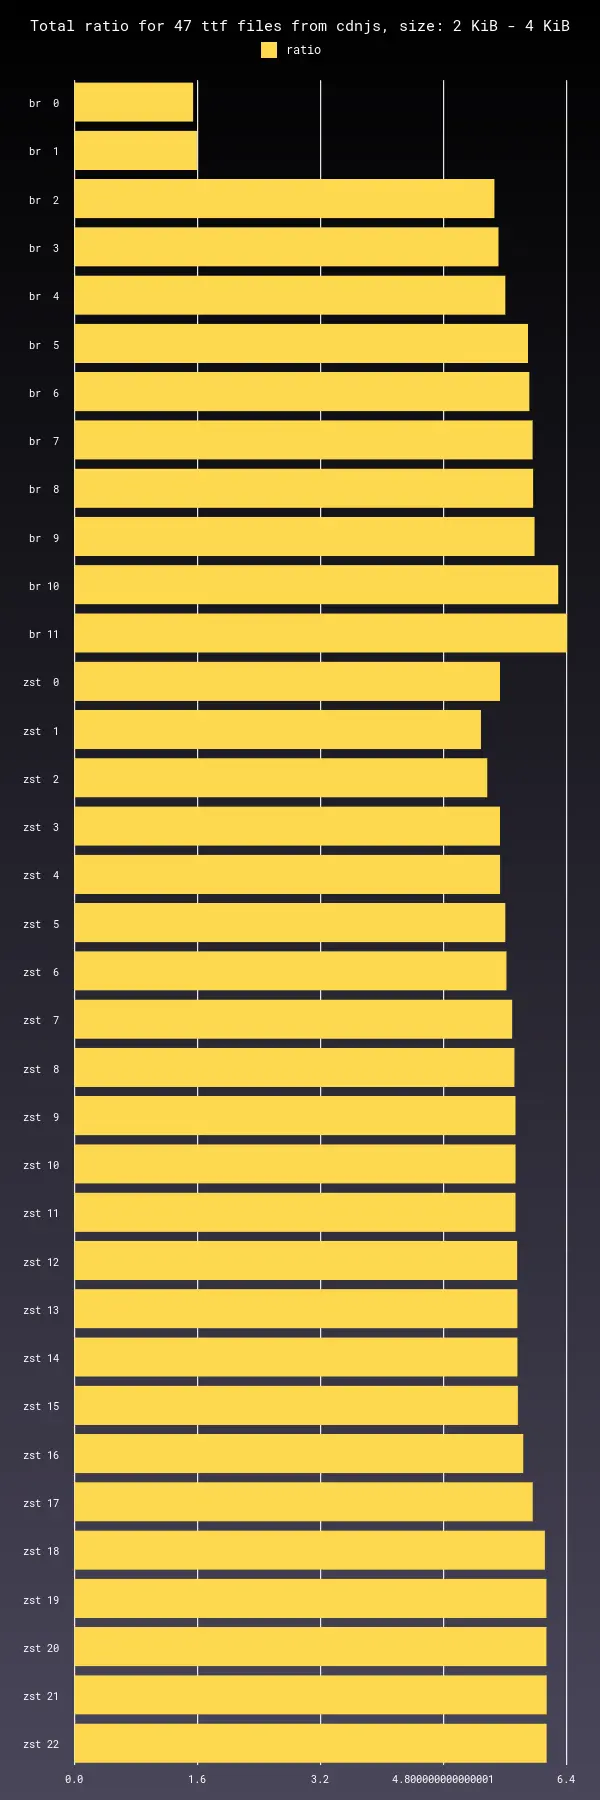 Total ratio for 47 ttf files from cdnjs, size: 2 KiB - 4 KiB
ratio
br 0
br 1
br 2
br 3
br 4
br 5
br 6
br 7
br 8
br 9
br 10
br 11
zst 0
zst 1
zst 2
zst 3
zst 4
zst 5
zst 6
zst 7
zst 8
zst 9
zst 10
zst 11
zst 12
zst 13
zst 14
zst 15
zst 16
zst 17
zst 18
zst 19
zst 20
zst 21
zst 22
0.0 1.6 3.2 4.800000000000001 6.4